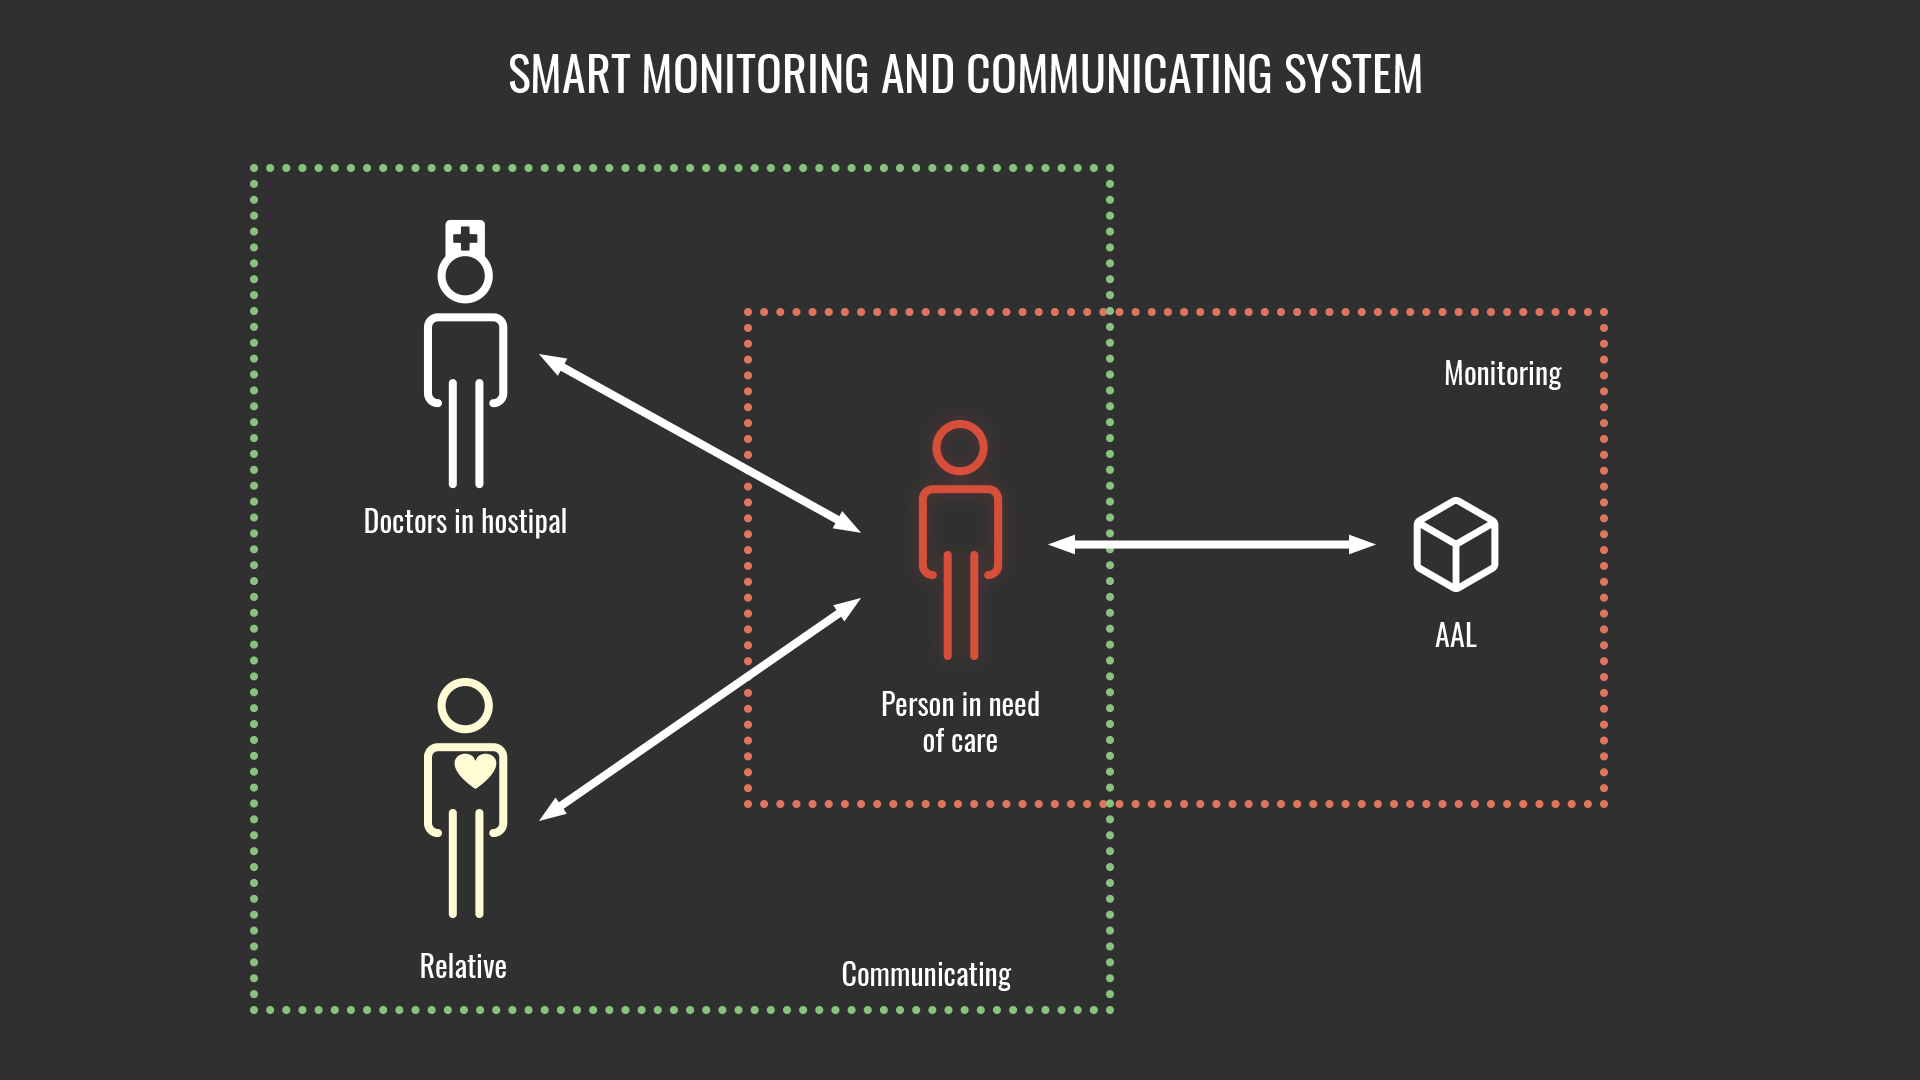 SMART MONITORING AND COMMUNICATING SYSTEM
Monitoring
Doctors in hostipal
AAL
Person in need
of care
Relative
Communicating